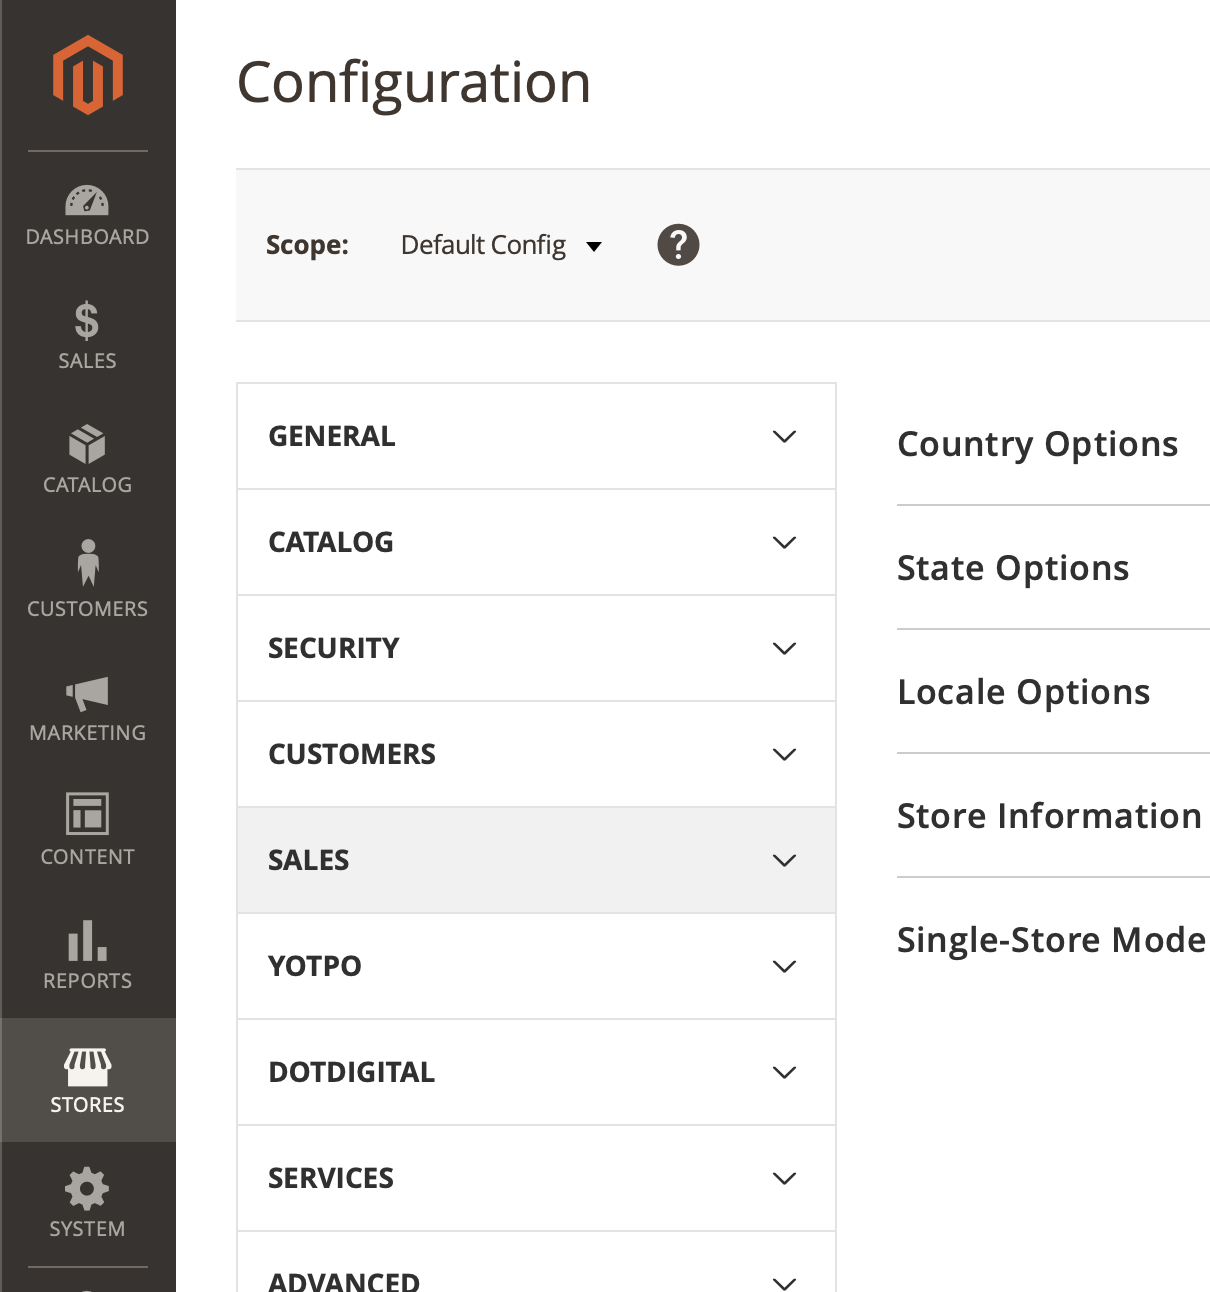 DASHBOARD
SALES
CATALOG
CUSTOMERS
MARKETING
CONTENT
REPORTS
STORES
SYSTEM
Configuration
Scope: Default Config ?
GENERAL
CATALOG
SECURITY
CUSTOMERS
SALES
YOTPO
DOTDIGITAL
SERVICES
ADVANCED
Country Options
State Options
Locale Options
Store Information
Single-Store Mode